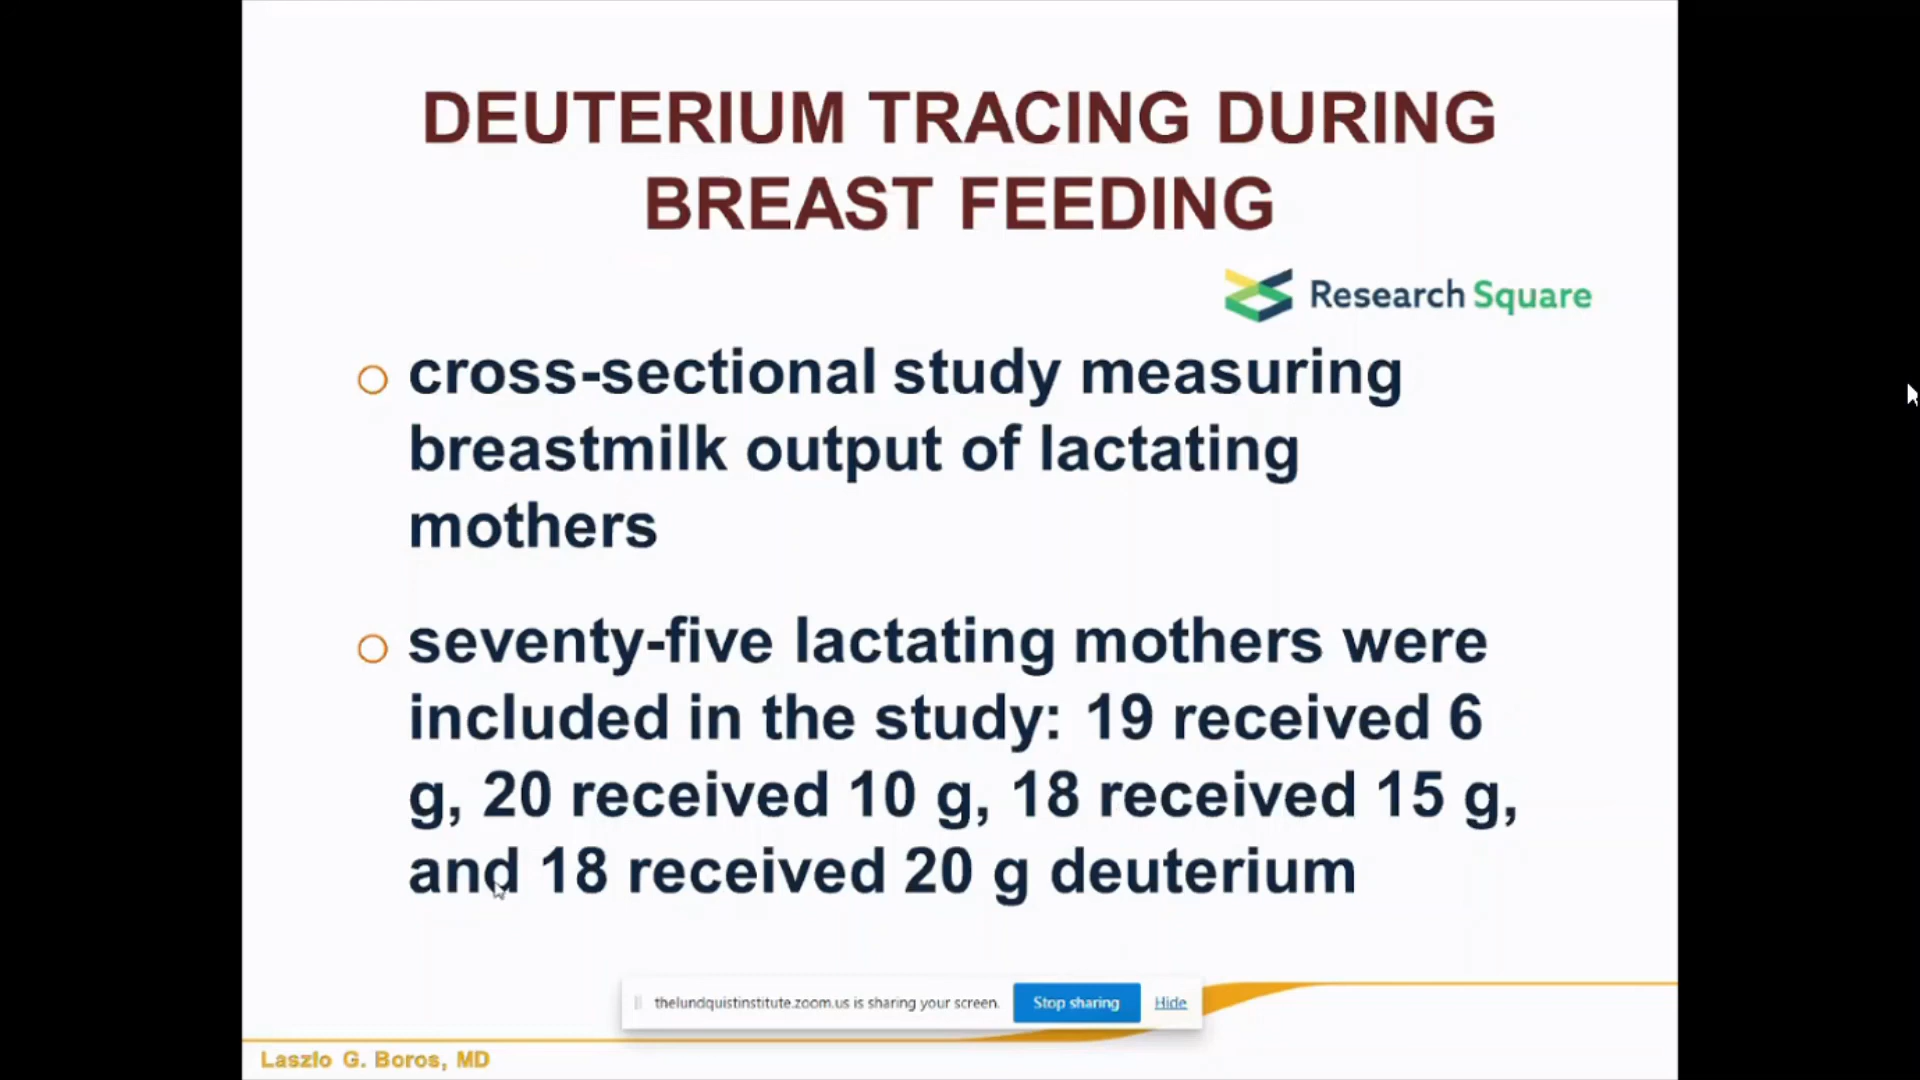 DEUTERIUM TRACING DURING
BREAST FEEDING
Research Square
cross-sectional study measuring
breastmilk output of lactating
mothers
seventy-five lactating mothers were
included in the study: 19 received 6
g, 20 received 10 g, 18 received 15 g,
and 18 received 20 g deuterium
thelundquistinstitute.zoom.us is sharing your screen. Stop sharing Hide
Laszlo G. Boros, MD